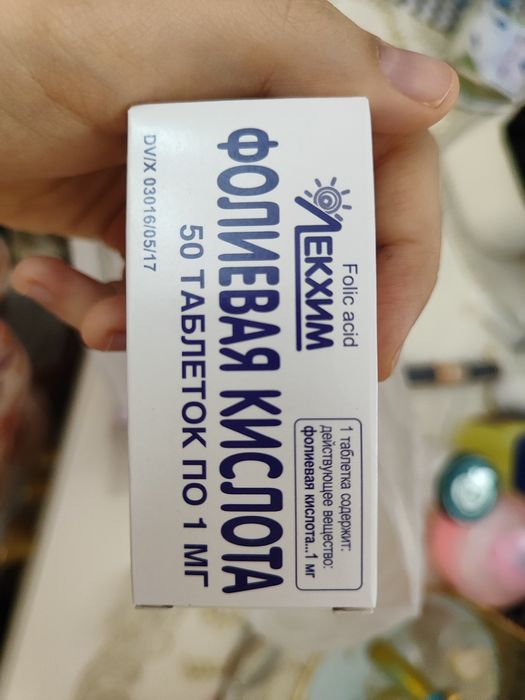 ЛЕКХИМ
Folic acid
1 таблетка содержит:
действующее вещество:
фолиевая кислота...1 мг
ФОЛИЕВАЯ КИСЛОТА
50 ТАБЛЕТОК ПО 1 МГ
DV/X 03016/05/17